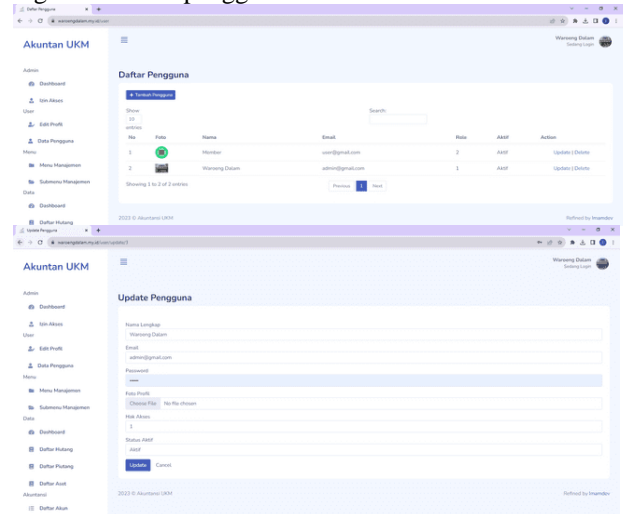 Daftar Pengguna
Akuntan UKM
Waroeng Dalam
Sedang Login
Admin
Dashboard
Izin Akses
User
Edit Profil
Data Pengguna
Menu
Menu Manajemen
Submenu Manajemen
Data
Dashboard
Daftar Hutang
Daftar Pengguna
+ Tambah Pengguna
Show
10
entries
Search:
No Foto Nama Email Role Aktif Action
1 Member user@gmail.com 2 Aktif Update | Delete
2 Waroeng Dalam admin@gmail.com 1 Aktif Update | Delete
Showing 1 to 2 of 2 entries
Previous 1 Next
2023 © Akuntansi UKM
Refined by Imamdev
Update Pengguna
Akuntan UKM
Waroeng Dalam
Sedang Login
Admin
Dashboard
Izin Akses
User
Edit Profil
Data Pengguna
Menu
Menu Manajemen
Submenu Manajemen
Data
Dashboard
Daftar Hutang
Daftar Piutang
Daftar Aset
Akuntansi
Daftar Akun
Update Pengguna
Nama Lengkap
Waroeng Dalam
Email
admin@gmail.com
Password
Foto Profil
Choose File No file chosen
Hak Akses
Status Aktif
Aktif
Update Cancel
2023 © Akuntansi UKM
Refined by Imamdev